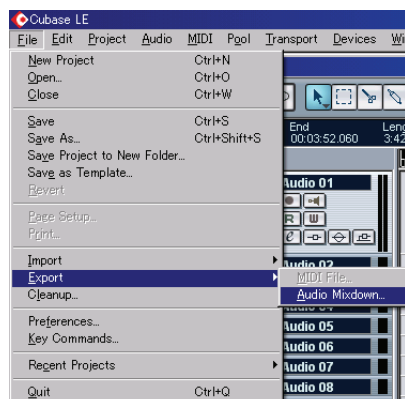 Cubase LE
File Edit Project Audio MIDI Pool Transport Devices
New Project Ctrl+N
Open... Ctrl+O
Close Ctrl+W
Save Ctrl+S
Save As... Ctrl+Shift+S
Save Project to New Folder...
Save as Template...
Revert
Page Setup...
Print...
Import
Export
Cleanup...
Preferences...
Key Commands...
Recent Projects
Quit Ctrl+Q
MIDI File...
Audio Mixdown...
End
00:03:52.060
Audio 01
R W
Audio 02
Audio 05
Audio 06
Audio 07
Audio 08